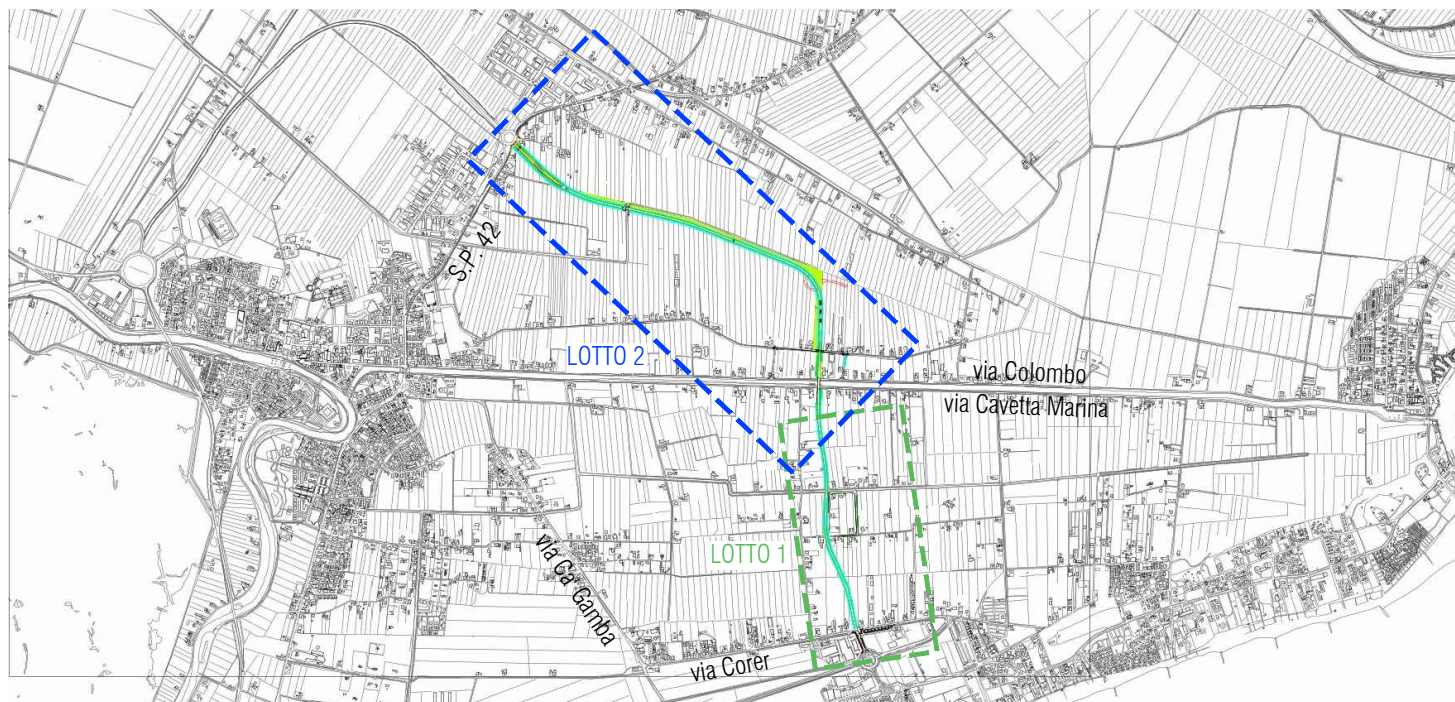 S.P. 42
LOTTO 2
via Colombo
via Cavetta Marina
LOTTO 1
via Ca' Gamba
via Corer